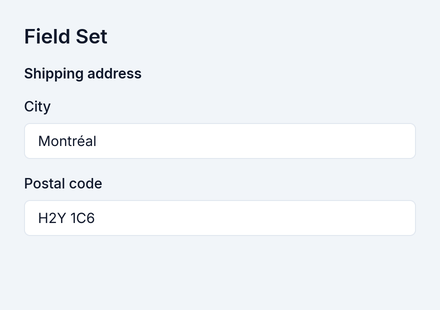 Field Set
Shipping address
City
Montréal
Postal code
H2Y 1C6